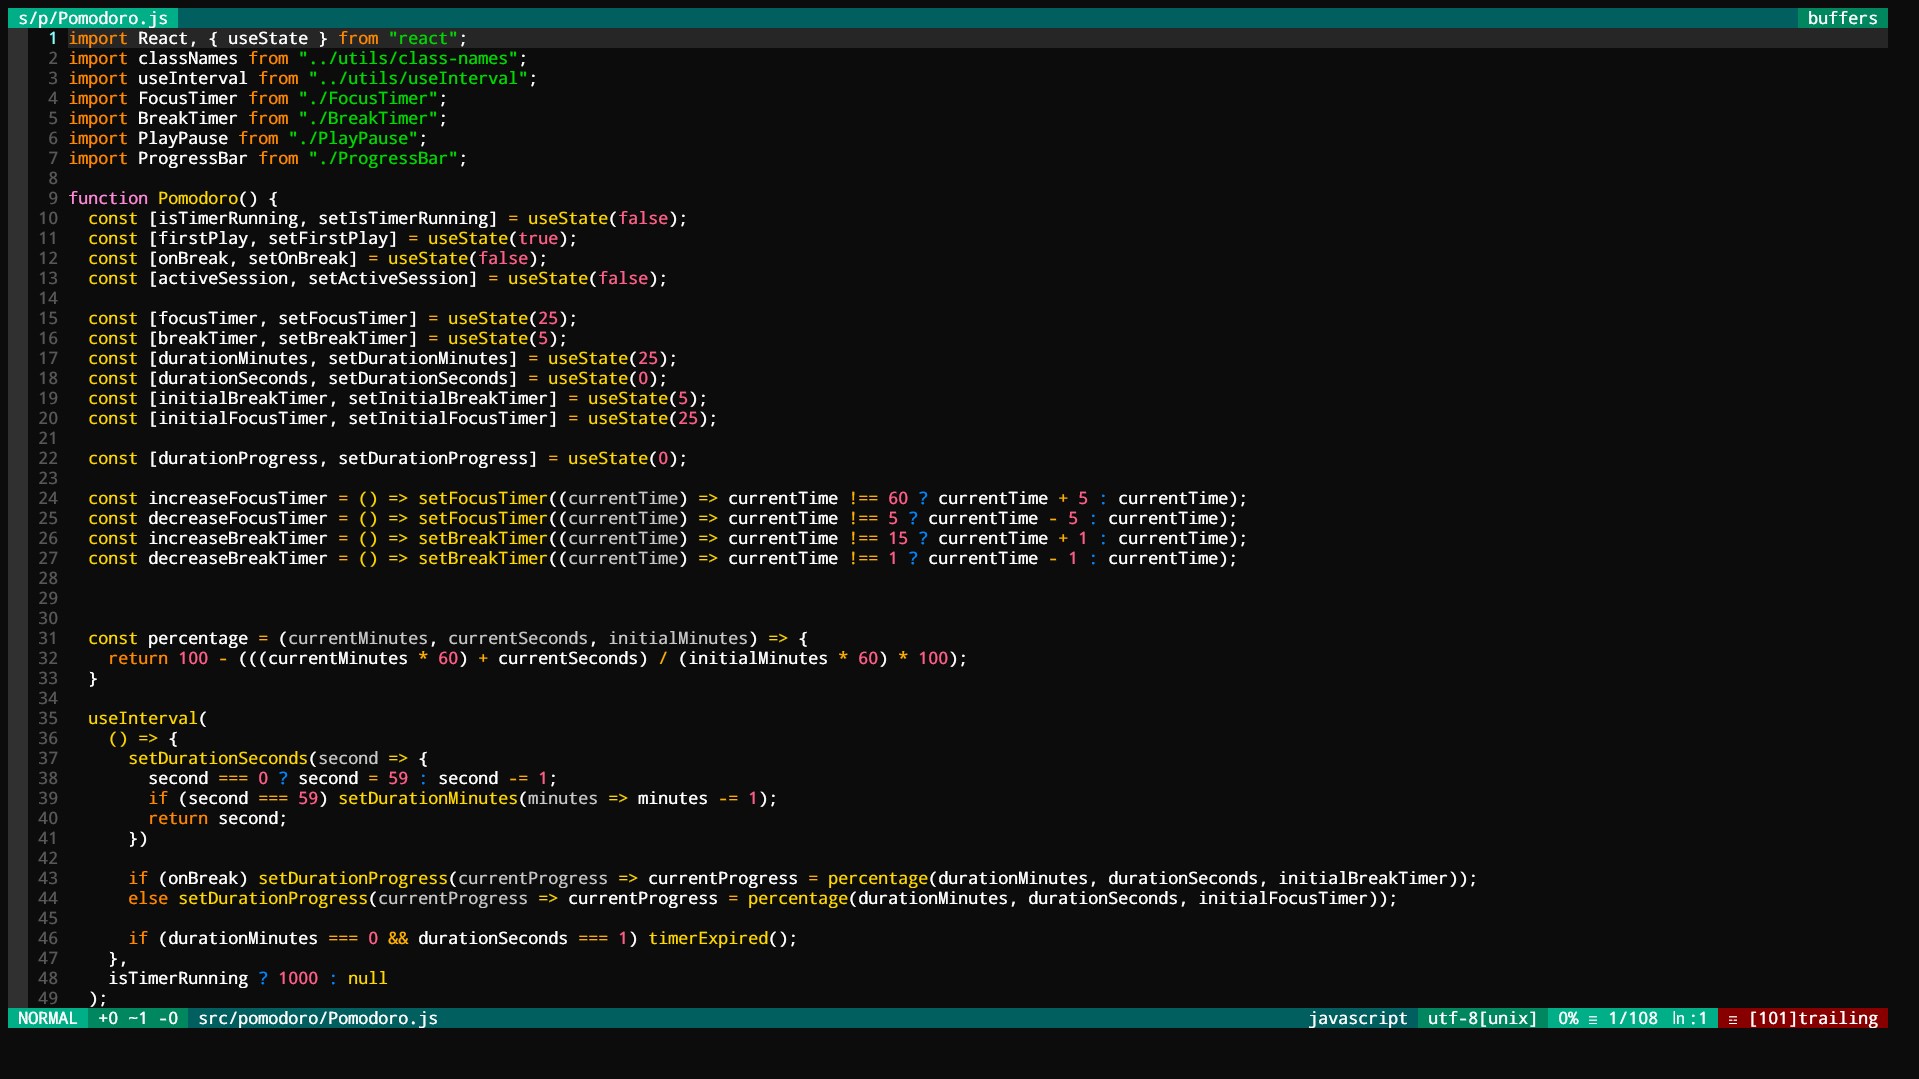 s/p/Pomodoro.js buffers
1 import React, { useState } from "react";
2 import classNames from "../utils/class-names";
3 import useInterval from "../utils/useInterval";
4 import FocusTimer from "./FocusTimer";
5 import BreakTimer from "./BreakTimer";
6 import PlayPause from "./PlayPause";
7 import ProgressBar from "./ProgressBar";
8
9 function Pomodoro() {
10   const [isTimerRunning, setIsTimerRunning] = useState(false);
11   const [firstPlay, setFirstPlay] = useState(true);
12   const [onBreak, setOnBreak] = useState(false);
13   const [activeSession, setActiveSession] = useState(false);
14
15   const [focusTimer, setFocusTimer] = useState(25);
16   const [breakTimer, setBreakTimer] = useState(5);
17   const [durationMinutes, setDurationMinutes] = useState(25);
18   const [durationSeconds, setDurationSeconds] = useState(0);
19   const [initialBreakTimer, setInitialBreakTimer] = useState(5);
20   const [initialFocusTimer, setInitialFocusTimer] = useState(25);
21
22   const [durationProgress, setDurationProgress] = useState(0);
23
24   const increaseFocusTimer = () => setFocusTimer((currentTime) => currentTime !== 60 ? currentTime + 5 : currentTime);
25   const decreaseFocusTimer = () => setFocusTimer((currentTime) => currentTime !== 5 ? currentTime - 5 : currentTime);
26   const increaseBreakTimer = () => setBreakTimer((currentTime) => currentTime !== 15 ? currentTime + 1 : currentTime);
27   const decreaseBreakTimer = () => setBreakTimer((currentTime) => currentTime !== 1 ? currentTime - 1 : currentTime);
28
29
30
31   const percentage = (currentMinutes, currentSeconds, initialMinutes) => {
32     return 100 - (((currentMinutes * 60) + currentSeconds) / (initialMinutes * 60) * 100);
33   }
34
35   useInterval(
36     () => {
37       setDurationSeconds(second => {
38         second === 0 ? second = 59 : second -= 1;
39         if (second === 59) setDurationMinutes(minutes => minutes -= 1);
40         return second;
41       })
42
43       if (onBreak) setDurationProgress(currentProgress => currentProgress = percentage(durationMinutes, durationSeconds, initialBreakTimer));
44       else setDurationProgress(currentProgress => currentProgress = percentage(durationMinutes, durationSeconds, initialFocusTimer));
45
46       if (durationMinutes === 0 && durationSeconds === 1) timerExpired();
47     },
48     isTimerRunning ? 1000 : null
49   );
NORMAL +0 ~1 -0 src/pomodoro/Pomodoro.js javascript utf-8[unix] 0% ≡ 1/108 ㏑:1 ☲ [101]trailing